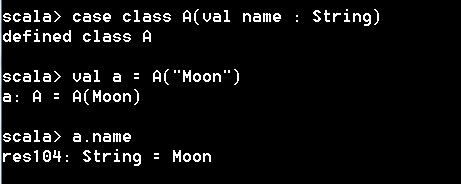 scala> case class A(val name : String)
defined class A
scala> val a = A("Moon")
a: A = A(Moon)
scala> a.name
res104: String = Moon